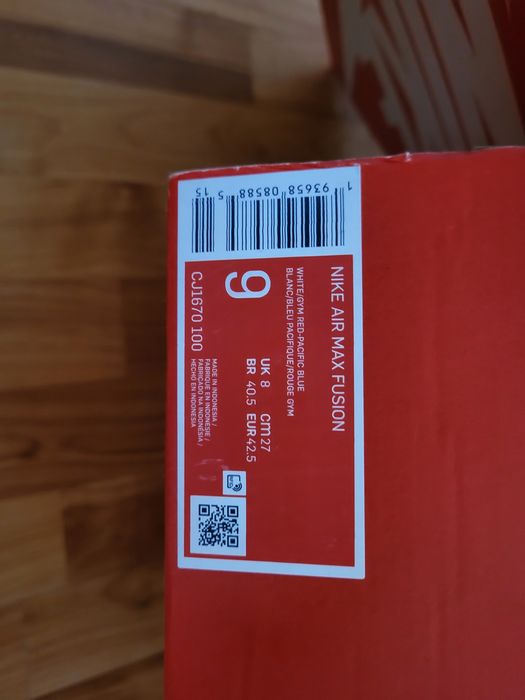 NIKE AIR MAX FUSION
WHITE/GYM RED-PACIFIC BLUE
BLANC/BLEU PACIFIQUE/ROUGE GYM
9
UK 8 cm 27
BR 40.5 EUR 42.5
MADE IN INDONESIA /
FABRIQUE EN INDONÉSIE /
FABRICADO NA INDONÉSIA /
HECHO EN INDONESIA
CJ1670 100
1 93658 08588 5 15